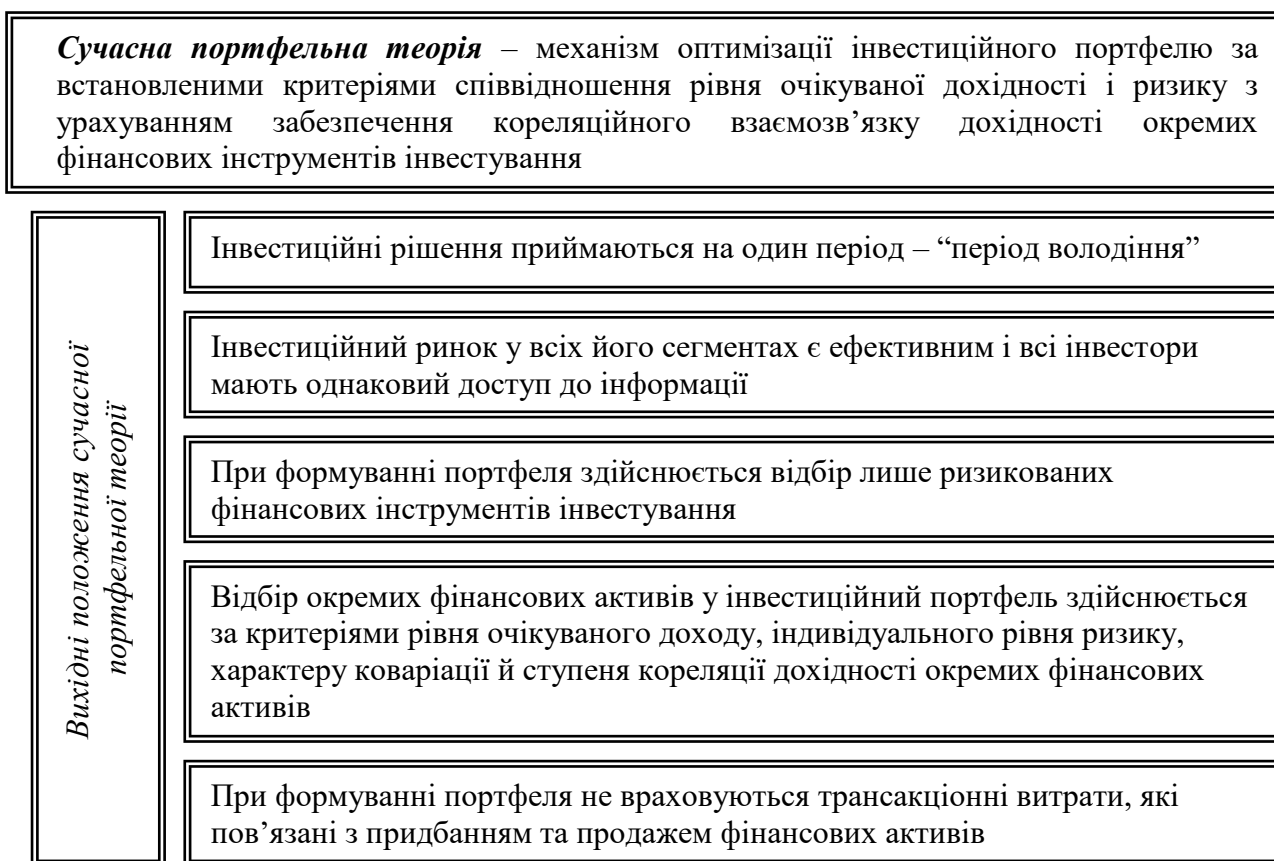 Сучасна портфельна теорія – механізм оптимізації інвестиційного портфелю за
встановленими критеріями співвідношення рівня очікуваної дохідності і ризику з
урахуванням забезпечення кореляційного взаємозв’язку дохідності окремих
фінансових інструментів інвестування
Вихідні положення сучасної
портфельної теорії
Інвестиційні рішення приймаються на один період – “період володіння”
Інвестиційний ринок у всіх його сегментах є ефективним і всі інвестори
мають однаковий доступ до інформації
При формуванні портфеля здійснюється відбір лише ризикованих
фінансових інструментів інвестування
Відбір окремих фінансових активів у інвестиційний портфель здійснюється
за критеріями рівня очікуваного доходу, індивідуального рівня ризику,
характеру коваріації й ступеня кореляції дохідності окремих фінансових
активів
При формуванні портфеля не враховуються трансакціонні витрати, які
пов’язані з придбанням та продажем фінансових активів